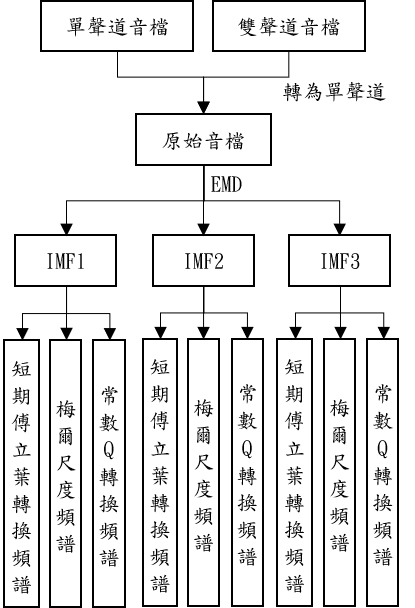 單聲道音檔
雙聲道音檔
轉為單聲道
原始音檔
EMD
IMF1
IMF2
IMF3
短期傅立葉轉換頻譜
梅爾尺度頻譜
常數Q轉換頻譜
短期傅立葉轉換頻譜
梅爾尺度頻譜
常數Q轉換頻譜
短期傅立葉轉換頻譜
梅爾尺度頻譜
常數Q轉換頻譜